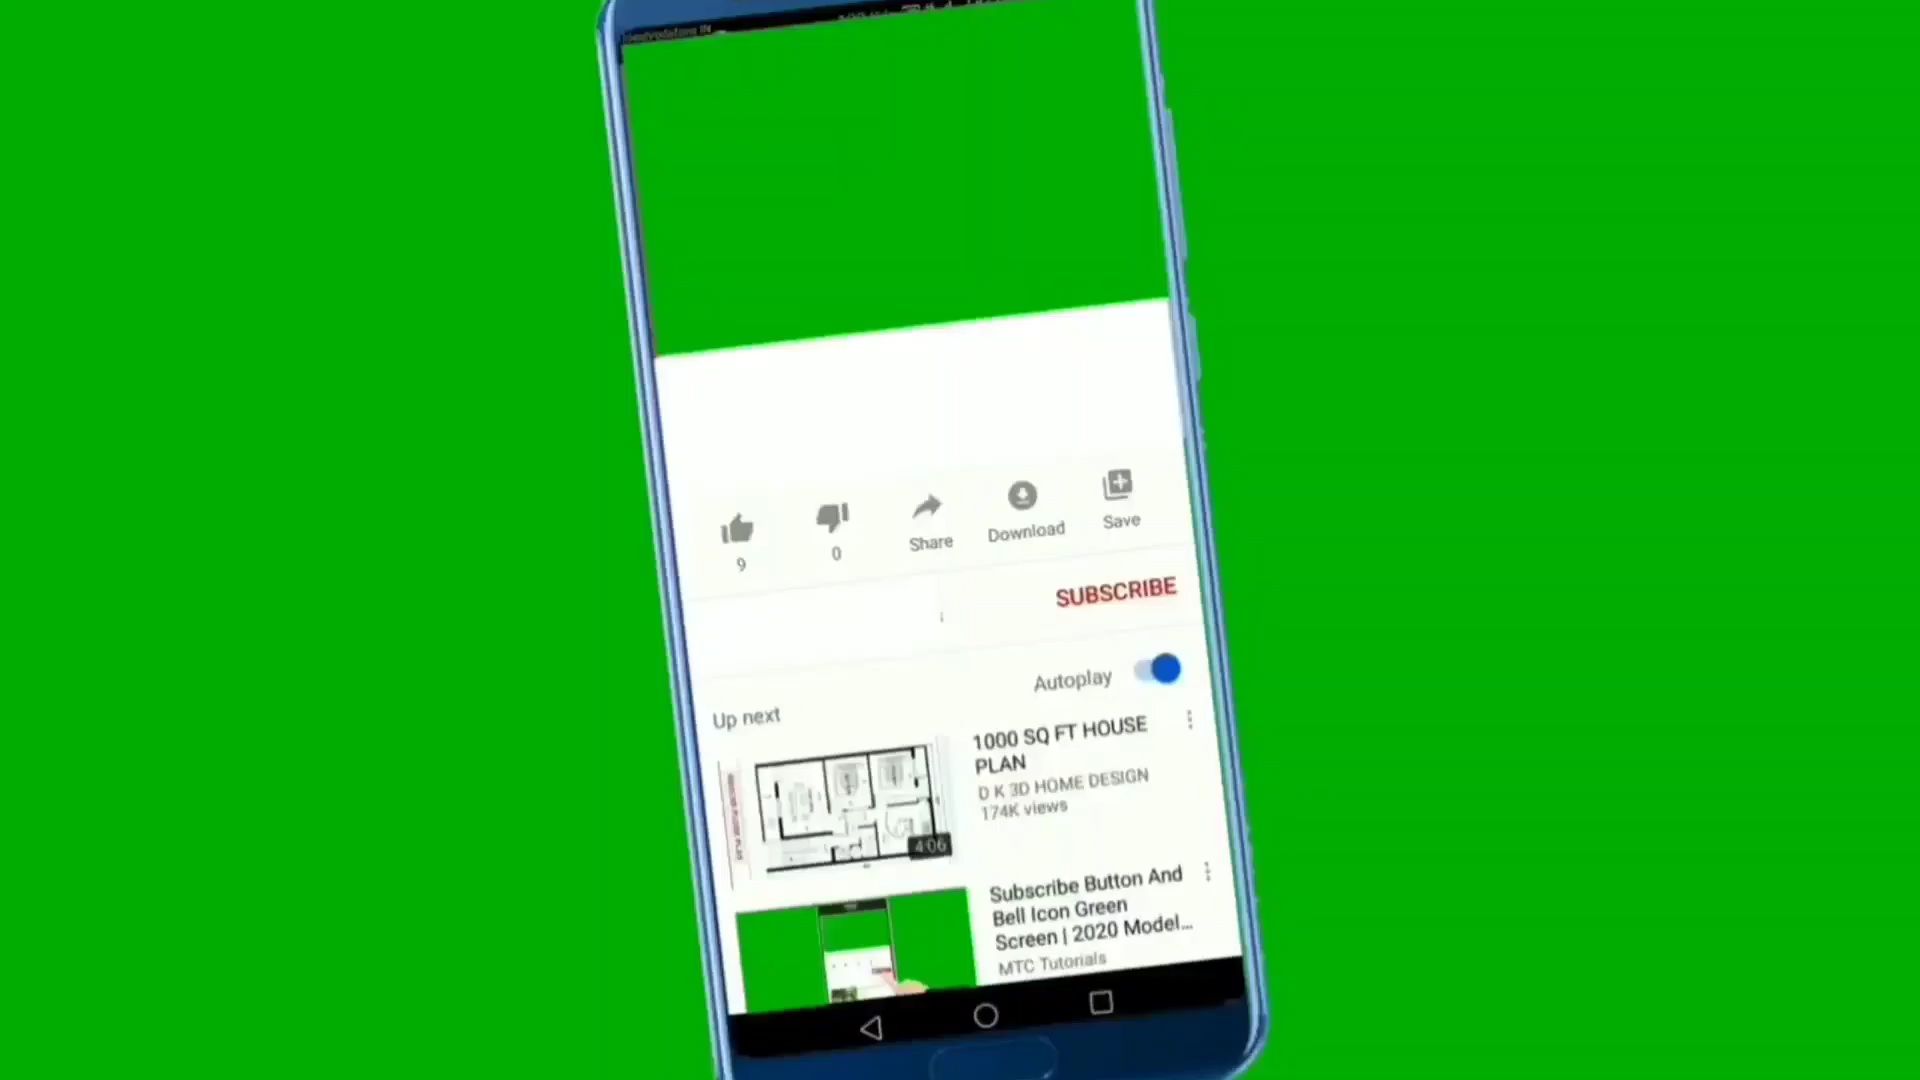 9
0
Share
Download
Save
SUBSCRIBE
Autoplay
Up next
1000 SQ FT HOUSE
PLAN
D K 3D HOME DESIGN
174K views
4:06
Subscribe Button And
Bell Icon Green
Screen | 2020 Model...
MTC Tutorials